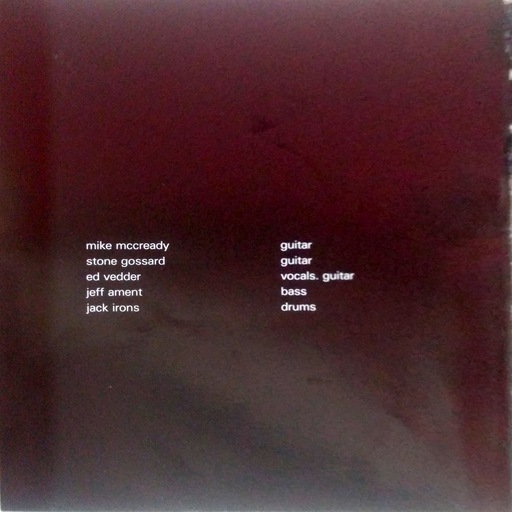 mike mccready guitar
stone gossard guitar
ed vedder vocals. guitar
jeff ament bass
jack irons drums